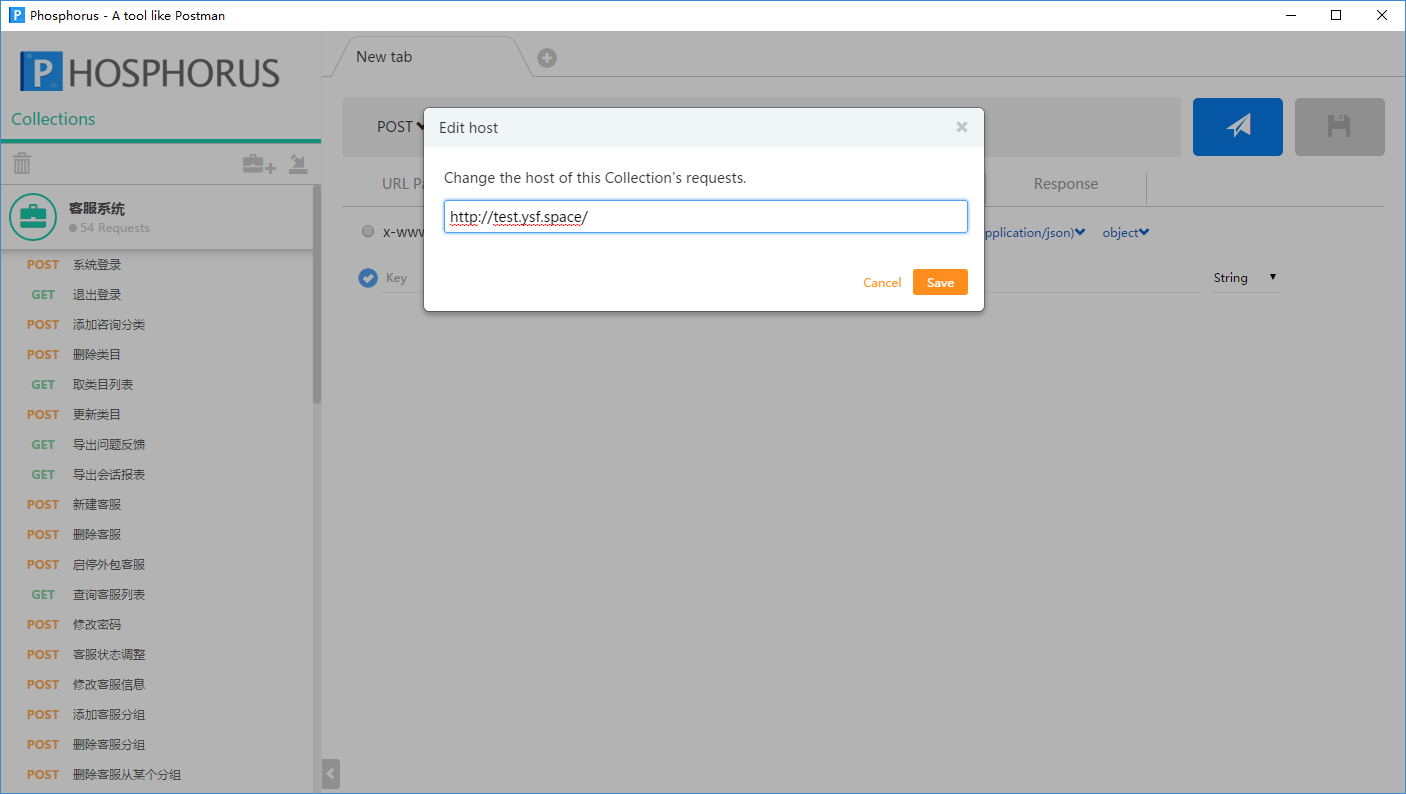 Phosphorus - A tool like Postman
PHOSPHORUS
Collections
客服系统
54 Requests
POST 系统登录
GET 退出登录
POST 添加咨询分类
POST 删除类目
GET 取类目列表
POST 更新类目
GET 导出问题反馈
GET 导出会话报表
POST 新建客服
POST 删除客服
POST 启停外包客服
GET 查询客服列表
POST 修改密码
POST 客服状态调整
POST 修改客服信息
POST 添加客服分组
POST 删除客服分组
POST 删除客服从某个分组
New tab
POST
URL Pa
Response
x-www
pplication/json)
object
Key
String
Edit host
Change the host of this Collection's requests.
http://test.ysf.space/
Cancel
Save